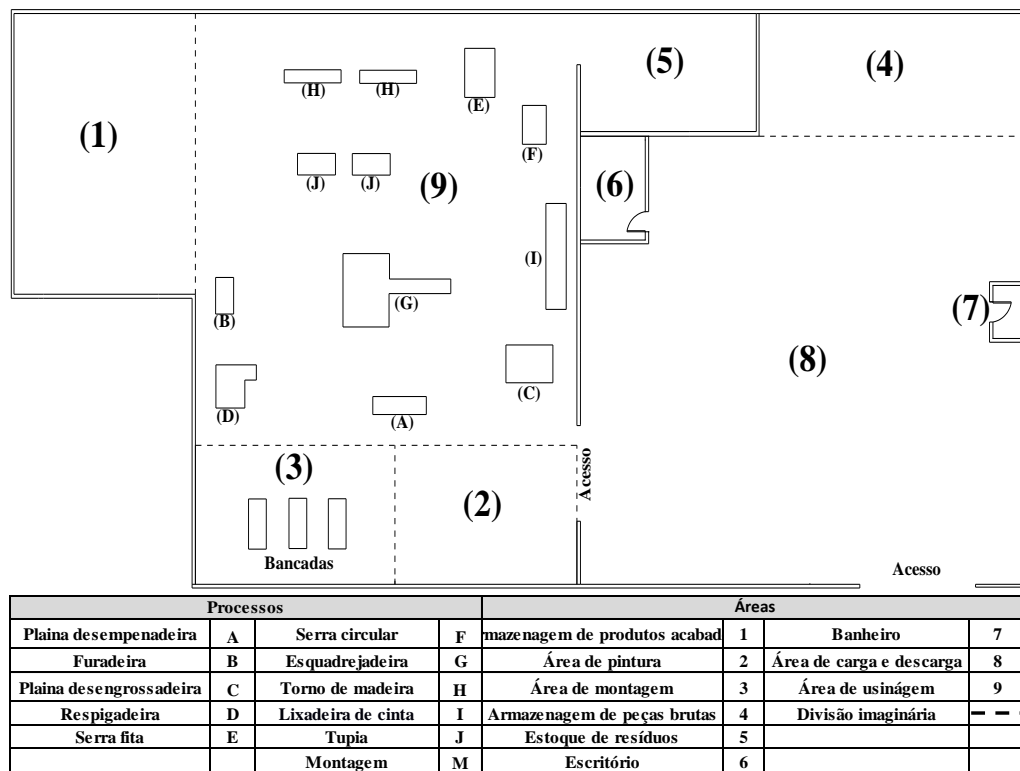 (5)
(4)
(H)
(H)
(E)
(1)
(F)
(6)
(J)
(J)
(9)
(I)
(G)
(B)
(7)
(8)
(C)
(D)
(A)
(3)
Acesso
(2)
Bancadas
Acesso
Processos Áreas
Plaina desempenadeira A Serra circular F mazenagem de produtos acabad 1 Banheiro 7
Furadeira B Esquadrejadeira G Área de pintura 2 Área de carga e descarga 8
Plaina desengrossadeira C Torno de madeira H Área de montagem 3 Área de usinágem 9
Respigadeira D Lixadeira de cinta I Armazenagem de peças brutas 4 Divisão imaginária
Serra fita E Tupia J Estoque de resíduos 5
Montagem M Escritório 6